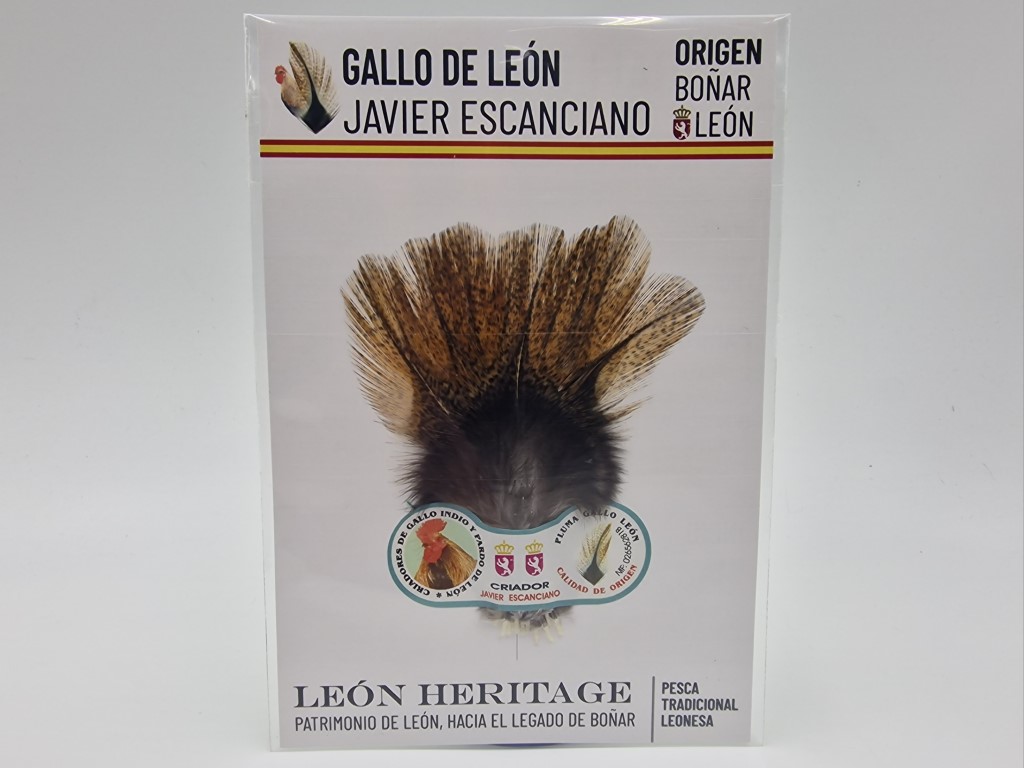 GALLO DE LEÓN
JAVIER ESCANCIANO
ORIGEN
BOÑAR
LEÓN
CRIADORES DE GALLO INDIO Y PARDO DE LEÓN *
CRIADOR
JAVIER ESCANCIANO
PLUMA GALLO LEÓN
CALIDAD DE ORIGEN
LEÓN HERITAGE
PATRIMONIO DE LEÓN, HACIA EL LEGADO DE BOÑAR
PESCA
TRADICIONAL
LEONESA